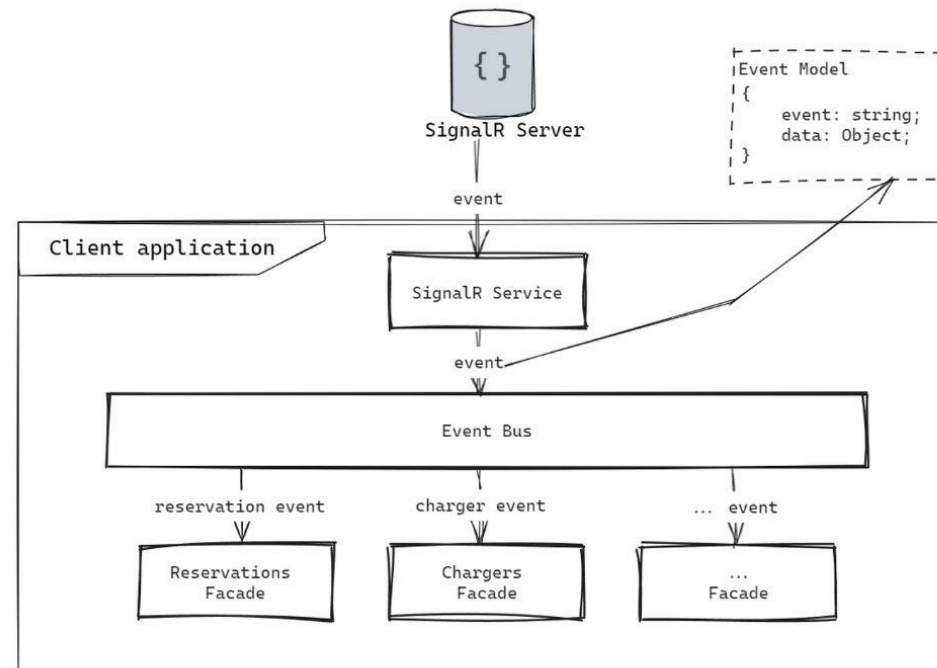 { }
SignalR Server
Event Model
{
event: string;
data: Object;
}
event
Client application
SignalR Service
event
Event Bus
reservation event
charger event
... event
Reservations
Facade
Chargers
Facade
...
Facade